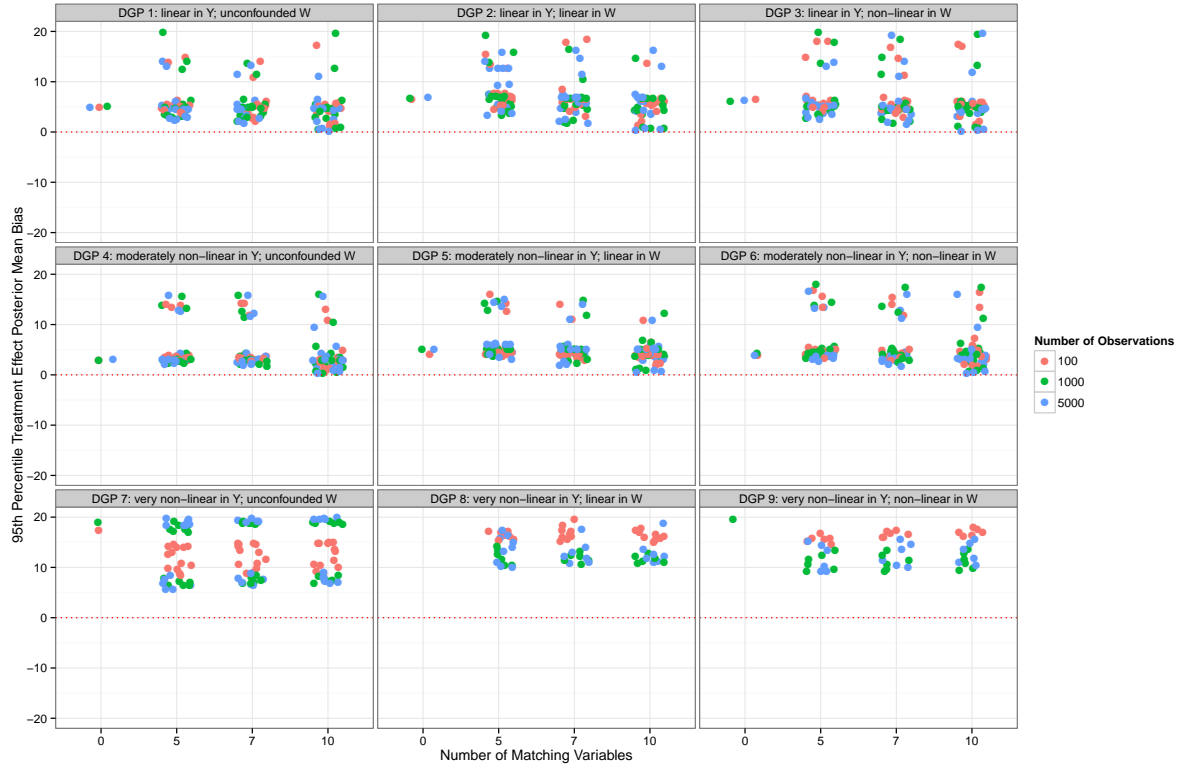 DGP 1: linear in Y; unconfounded W
DGP 2: linear in Y; linear in W
DGP 3: linear in Y; non−linear in W
20
10
0
−10
−20
DGP 4: moderately non−linear in Y; unconfounded W
DGP 5: moderately non−linear in Y; linear in W
DGP 6: moderately non−linear in Y; non−linear in W
20
10
0
−10
−20
DGP 7: very non−linear in Y; unconfounded W
DGP 8: very non−linear in Y; linear in W
DGP 9: very non−linear in Y; non−linear in W
20
10
0
−10
−20
0 5 7 10
0 5 7 10
0 5 7 10
Number of Matching Variables
95th Percentile Treatment Effect Posterior Mean Bias
Number of Observations
100
1000
5000